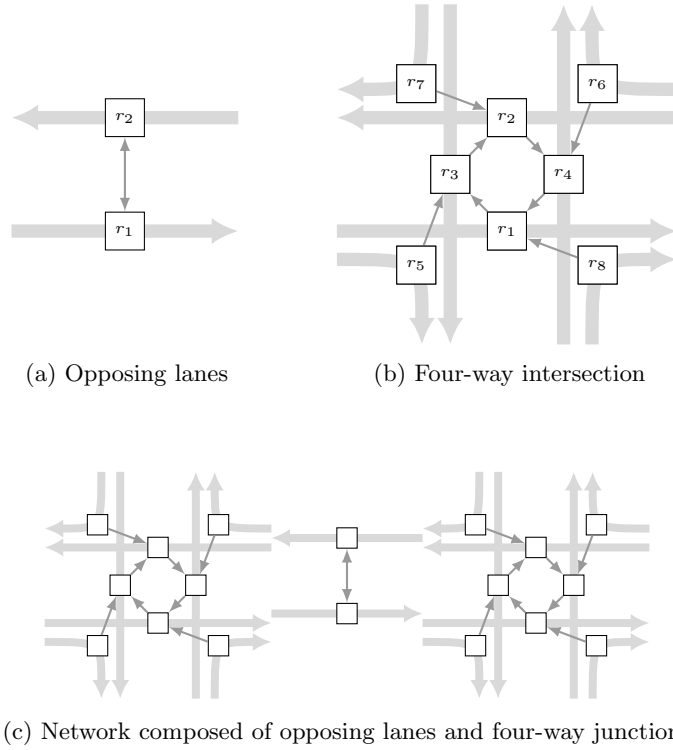 r7 r6
r2 r2
r3 r4
r1 r1
r5 r8
(a) Opposing lanes (b) Four-way intersection
(c) Network composed of opposing lanes and four-way junction